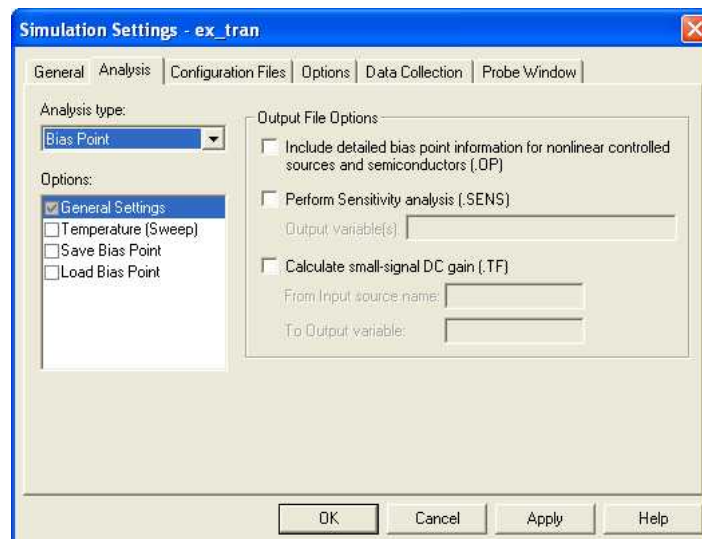 Simulation Settings - ex_tran
General Analysis Configuration Files Options Data Collection Probe Window
Analysis type:
Bias Point
Options:
General Settings
Temperature (Sweep)
Save Bias Point
Load Bias Point
Output File Options
Include detailed bias point information for nonlinear controlled
sources and semiconductors (.OP)
Perform Sensitivity analysis (.SENS)
Output variable(s):
Calculate small-signal DC gain (.TF)
From Input source name:
To Output variable:
OK Cancel Apply Help